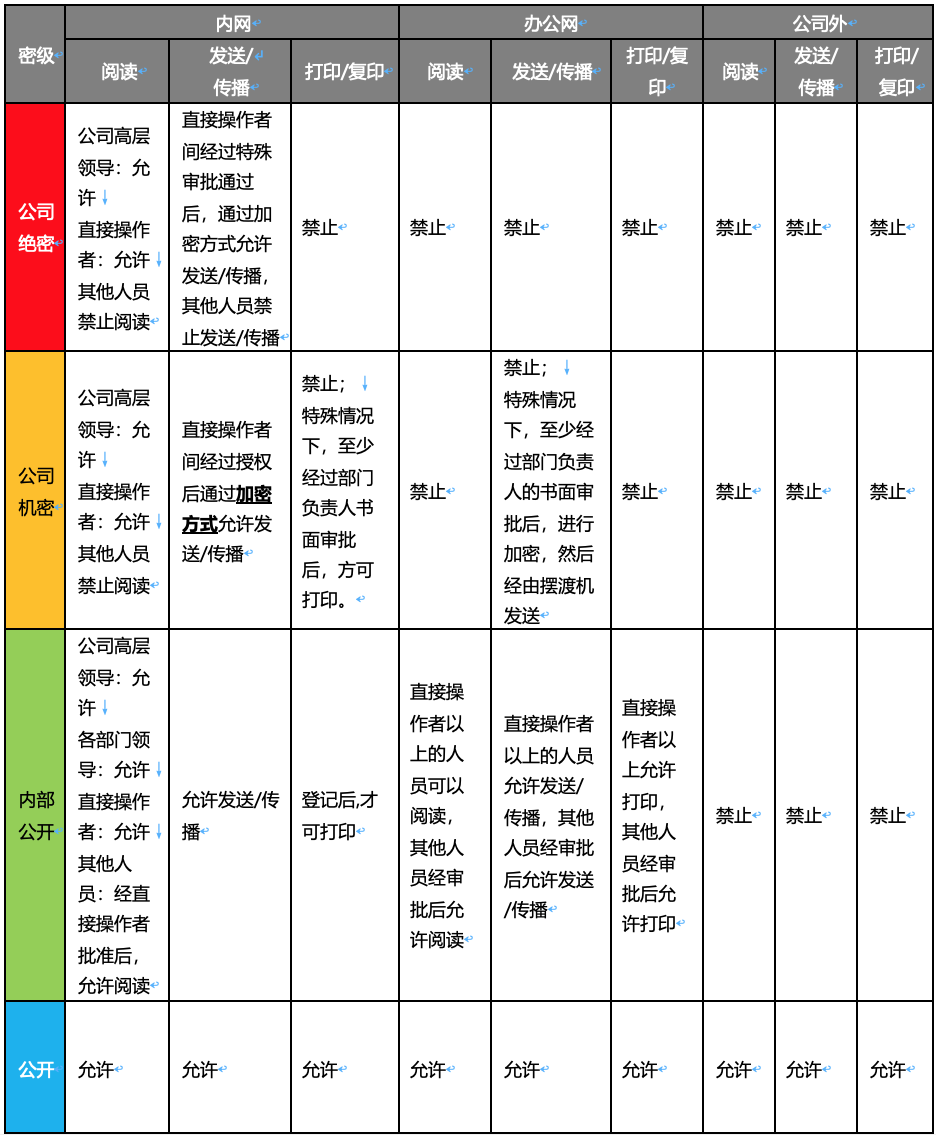 密级
内网
办公网
公司外
阅读
发送/
传播
打印/复印
阅读
发送/传播
打印/复
印
阅读
发送/
传播
打印/
复印
公司
绝密
公司高层
领导：允
许
直接操作
者：允许
其他人员
禁止阅读
直接操作者
间经过特殊
审批通过
后，通过加
密方式允许
发送/传播，
其他人员禁
止发送/传播
禁止
禁止
禁止
禁止
禁止
禁止
禁止
公司
机密
公司高层
领导：允
许
直接操作
者：允许
其他人员
禁止阅读
直接操作者
间经过授权
后通过加密
方式允许发
送/传播
禁止；
特殊情况
下，至少
经过部门
负责人书
面审批
后，方可
打印。
禁止
禁止；
特殊情况
下，至少经
过部门负责
人的书面审
批后，进行
加密，然后
经由摆渡机
发送
禁止
禁止
禁止
禁止
内部
公开
公司高层
领导：允
许
各部门领
导：允许
直接操作
者：允许
其他人
员：经直
接操作者
批准后，
允许阅读
允许发送/传
播
登记后,才
可打印
直接操
作者以
上的人
员可以
阅读，
其他人
员经审
批后允
许阅读
直接操作者
以上的人员
允许发送/
传播，其他
人员经审批
后允许发送
/传播
直接操
作者以
上允许
打印，
其他人
员经审
批后允
许打印
禁止
禁止
禁止
公开
允许
允许
允许
允许
允许
允许
允许
允许
允许